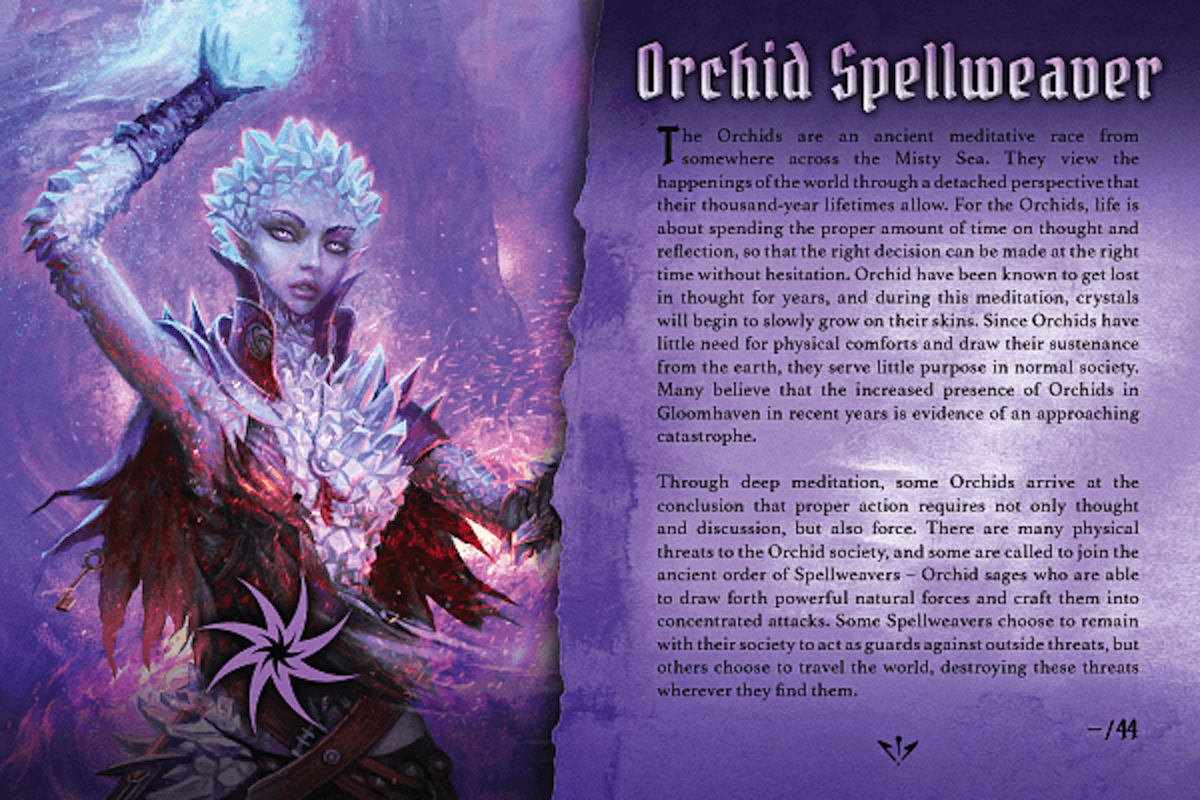 Orchid Spellweaver
The Orchids are an ancient meditative race from
somewhere across the Misty Sea. They view the
happenings of the world through a detached perspective that
their thousand-year lifetimes allow. For the Orchids, life is
about spending the proper amount of time on thought and
reflection, so that the right decision can be made at the right
time without hesitation. Orchid have been known to get lost
in thought for years, and during this meditation, crystals
will begin to slowly grow on their skins. Since Orchids have
little need for physical comforts and draw their sustenance
from the earth, they serve little purpose in normal society.
Many believe that the increased presence of Orchids in
Gloomhaven in recent years is evidence of an approaching
catastrophe.
Through deep meditation, some Orchids arrive at the
conclusion that proper action requires not only thought
and discussion, but also force. There are many physical
threats to the Orchid society, and some are called to join the
ancient order of Spellweavers – Orchid sages who are able
to draw forth powerful natural forces and craft them into
concentrated attacks. Some Spellweavers choose to remain
with their society to act as guards against outside threats, but
others choose to travel the world, destroying these threats
wherever they find them.
–/44